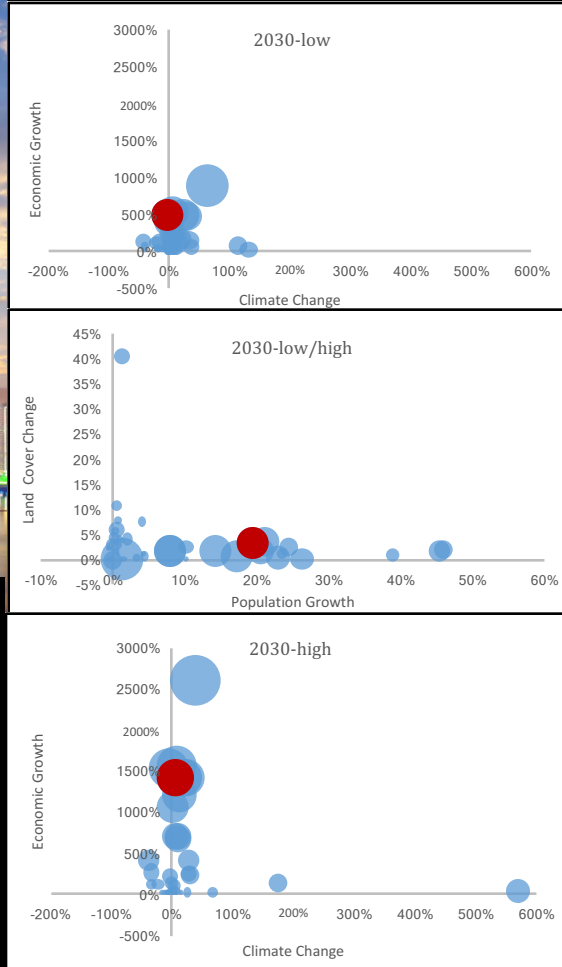 2030-low
3000%
2500%
2000%
1500%
1000%
500%
0%
-500%
Economic Growth
-200% -100% 0% 100% 200% 300% 400% 500% 600%
Climate Change
2030-low/high
45%
40%
35%
30%
25%
20%
15%
10%
5%
0%
-5%
Land Cover Change
-10% 0% 10% 20% 30% 40% 50% 60%
Population Growth
2030-high
3000%
2500%
2000%
1500%
1000%
500%
0%
-500%
Economic Growth
-200% -100% 0% 100% 200% 300% 400% 500% 600%
Climate Change